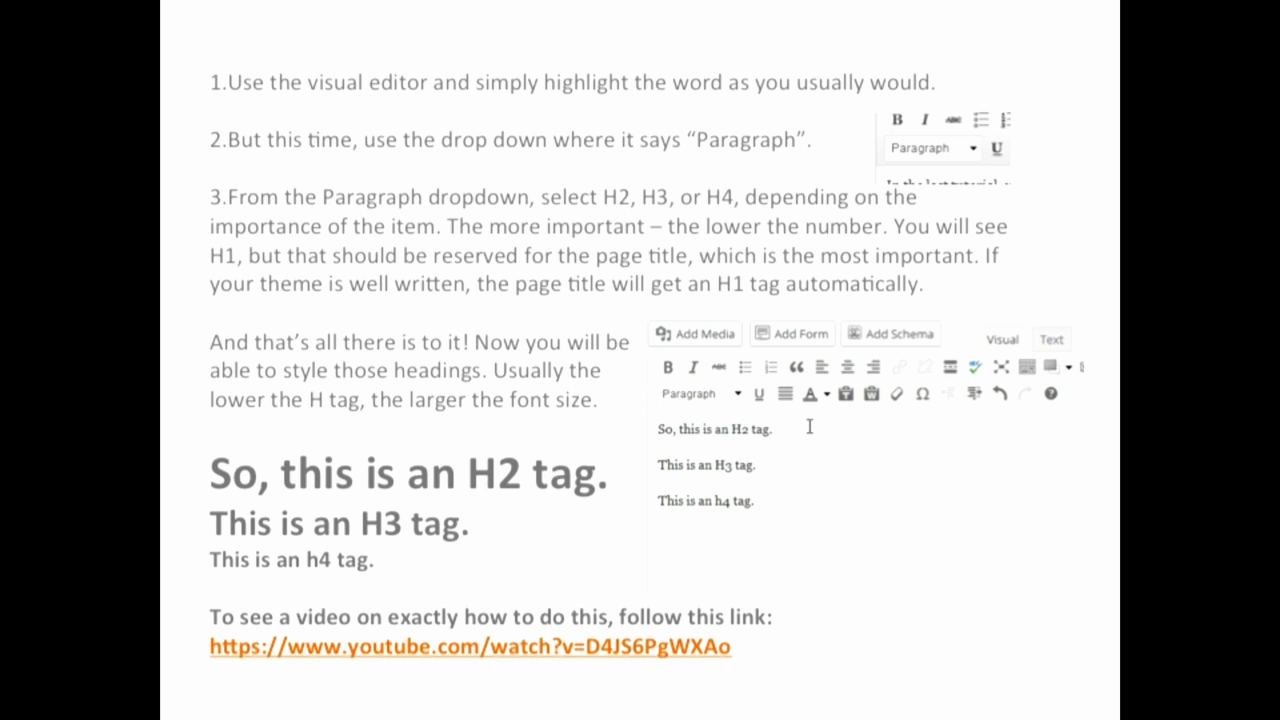 1.Use the visual editor and simply highlight the word as you usually would.
2.But this time, use the drop down where it says “Paragraph”.
B I ABC
Paragraph U
3.From the Paragraph dropdown, select H2, H3, or H4, depending on the
importance of the item. The more important – the lower the number. You will see
H1, but that should be reserved for the page title, which is the most important. If
your theme is well written, the page title will get an H1 tag automatically.
And that’s all there is to it! Now you will be
able to style those headings. Usually the
lower the H tag, the larger the font size.
Add Media Add Form Add Schema Visual Text
B I ABC
Paragraph U A T W Ω ?
So, this is an H2 tag.
This is an H3 tag.
This is an h4 tag.
So, this is an H2 tag.
This is an H3 tag.
This is an h4 tag.
To see a video on exactly how to do this, follow this link:
https://www.youtube.com/watch?v=D4JS6PgWXAo